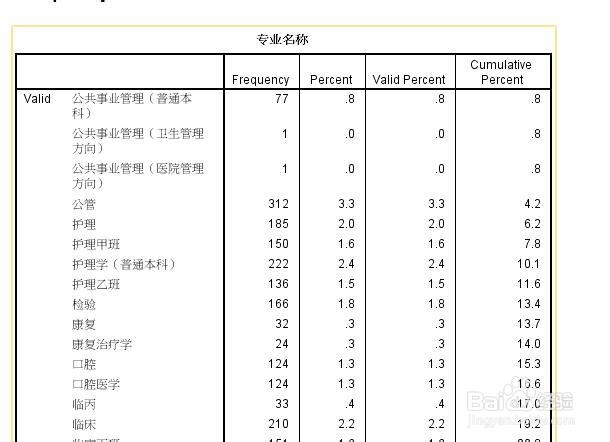 专业名称
Frequency Percent Valid Percent Cumulative Percent
Valid 公共事业管理（普通本科） 77 .8 .8 .8
公共事业管理（卫生管理方向） 1 .0 .0 .8
公共事业管理（医院管理方向） 1 .0 .0 .8
公管 312 3.3 3.3 4.2
护理 185 2.0 2.0 6.2
护理甲班 150 1.6 1.6 7.8
护理学（普通本科） 222 2.4 2.4 10.1
护理乙班 136 1.5 1.5 11.6
检验 166 1.8 1.8 13.4
康复 32 .3 .3 13.7
康复治疗学 24 .3 .3 14.0
口腔 124 1.3 1.3 15.3
口腔医学 124 1.3 1.3 16.6
临丙 33 .4 .4 17.0
临床 210 2.2 2.2 19.2
Baidu 经验